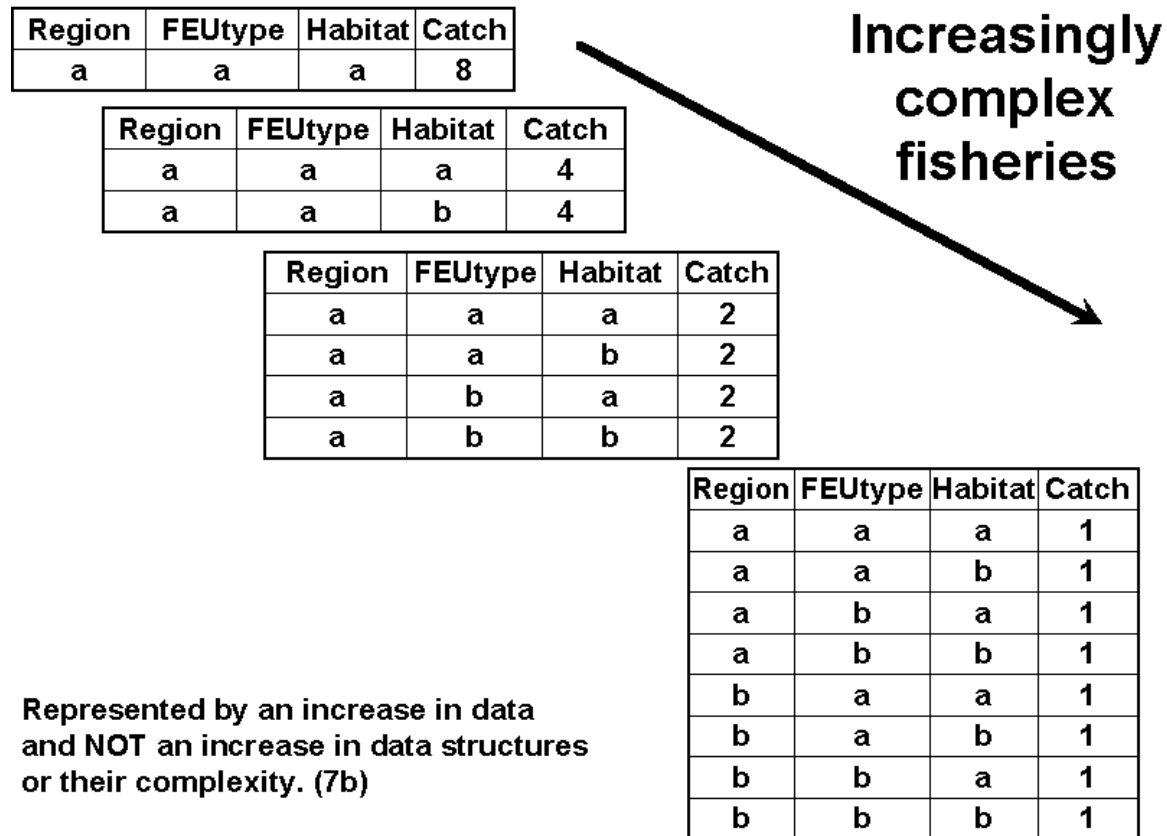 Region FEUtype Habitat Catch
a a a 8
Increasingly
complex
fisheries
Region FEUtype Habitat Catch
a a a 4
a a b 4
Region FEUtype Habitat Catch
a a a 2
a a b 2
a b a 2
a b b 2
Region FEUtype Habitat Catch
a a a 1
a a b 1
a b a 1
a b b 1
b a a 1
b a b 1
b b a 1
b b b 1
Represented by an increase in data
and NOT an increase in data structures
or their complexity. (7b)